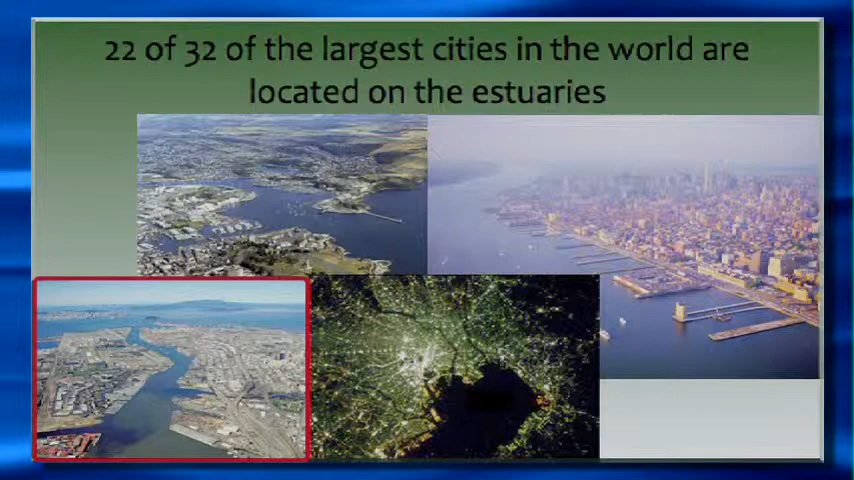 22 of 32 of the largest cities in the world are
located on the estuaries